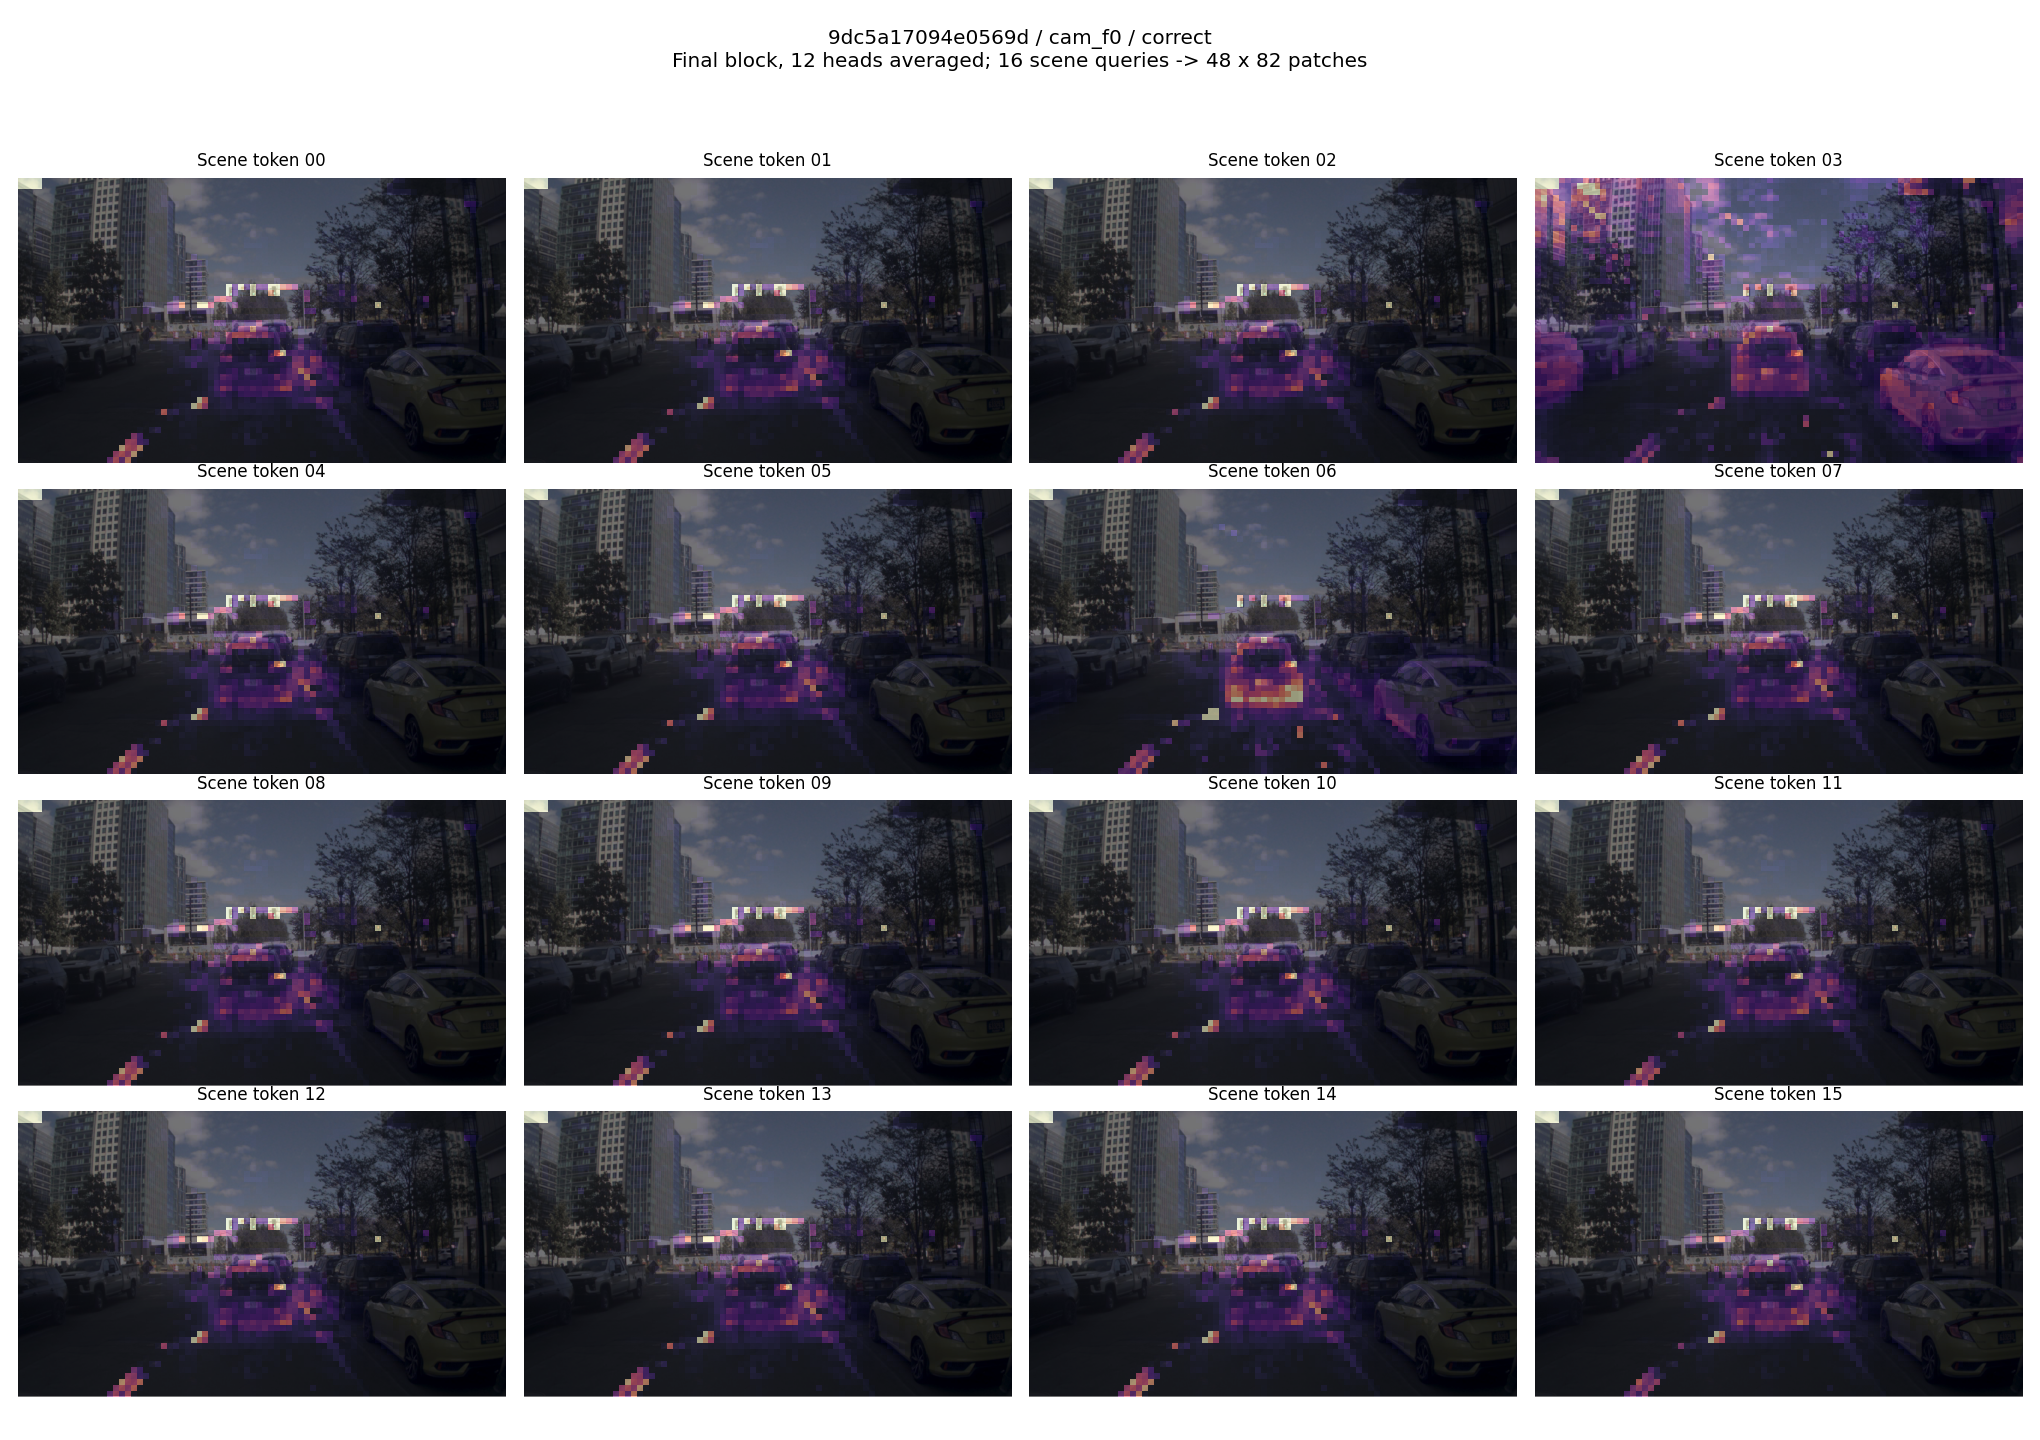 9dc5a17094e0569d / cam_f0 / correct
Final block, 12 heads averaged; 16 scene queries -> 48 x 82 patches
Scene token 00
Scene token 01
Scene token 02
Scene token 03
Scene token 04
Scene token 05
Scene token 06
Scene token 07
Scene token 08
Scene token 09
Scene token 10
Scene token 11
Scene token 12
Scene token 13
Scene token 14
Scene token 15